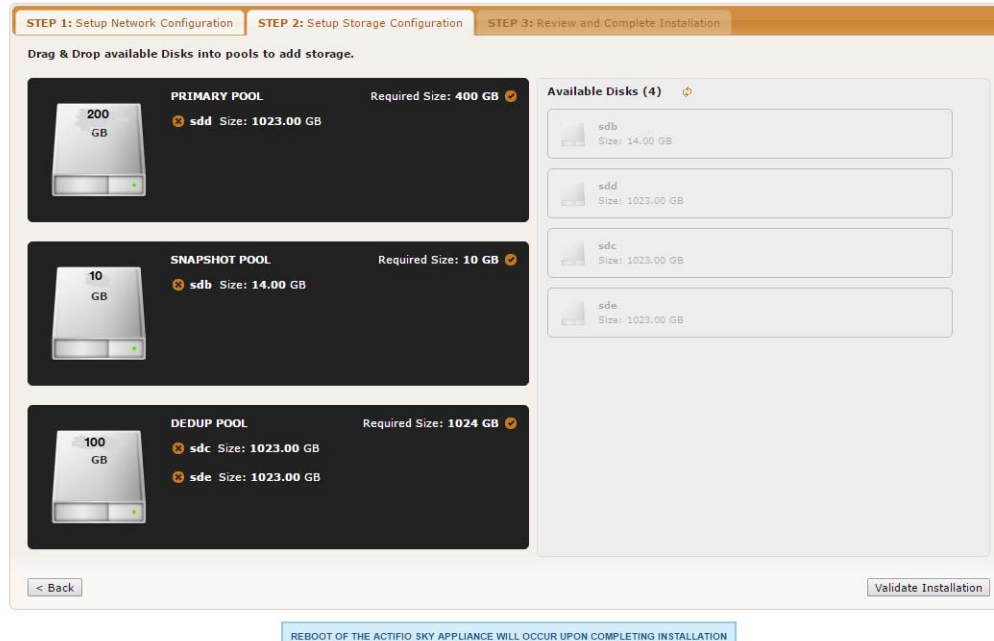 STEP 1: Setup Network Configuration
STEP 2: Setup Storage Configuration
STEP 3: Review and Complete Installation
Drag & Drop available Disks into pools to add storage.
200
GB
PRIMARY POOL
Required Size: 400 GB
sdd Size: 1023.00 GB
10
GB
SNAPSHOT POOL
Required Size: 10 GB
sdb Size: 14.00 GB
100
GB
DEDUP POOL
Required Size: 1024 GB
sdc Size: 1023.00 GB
sde Size: 1023.00 GB
Available Disks (4)
sdb
Size: 14.00 GB
sdd
Size: 1023.00 GB
sdc
Size: 1023.00 GB
sde
Size: 1023.00 GB
< Back
Validate Installation
REBOOT OF THE ACTIFIO SKY APPLIANCE WILL OCCUR UPON COMPLETING INSTALLATION